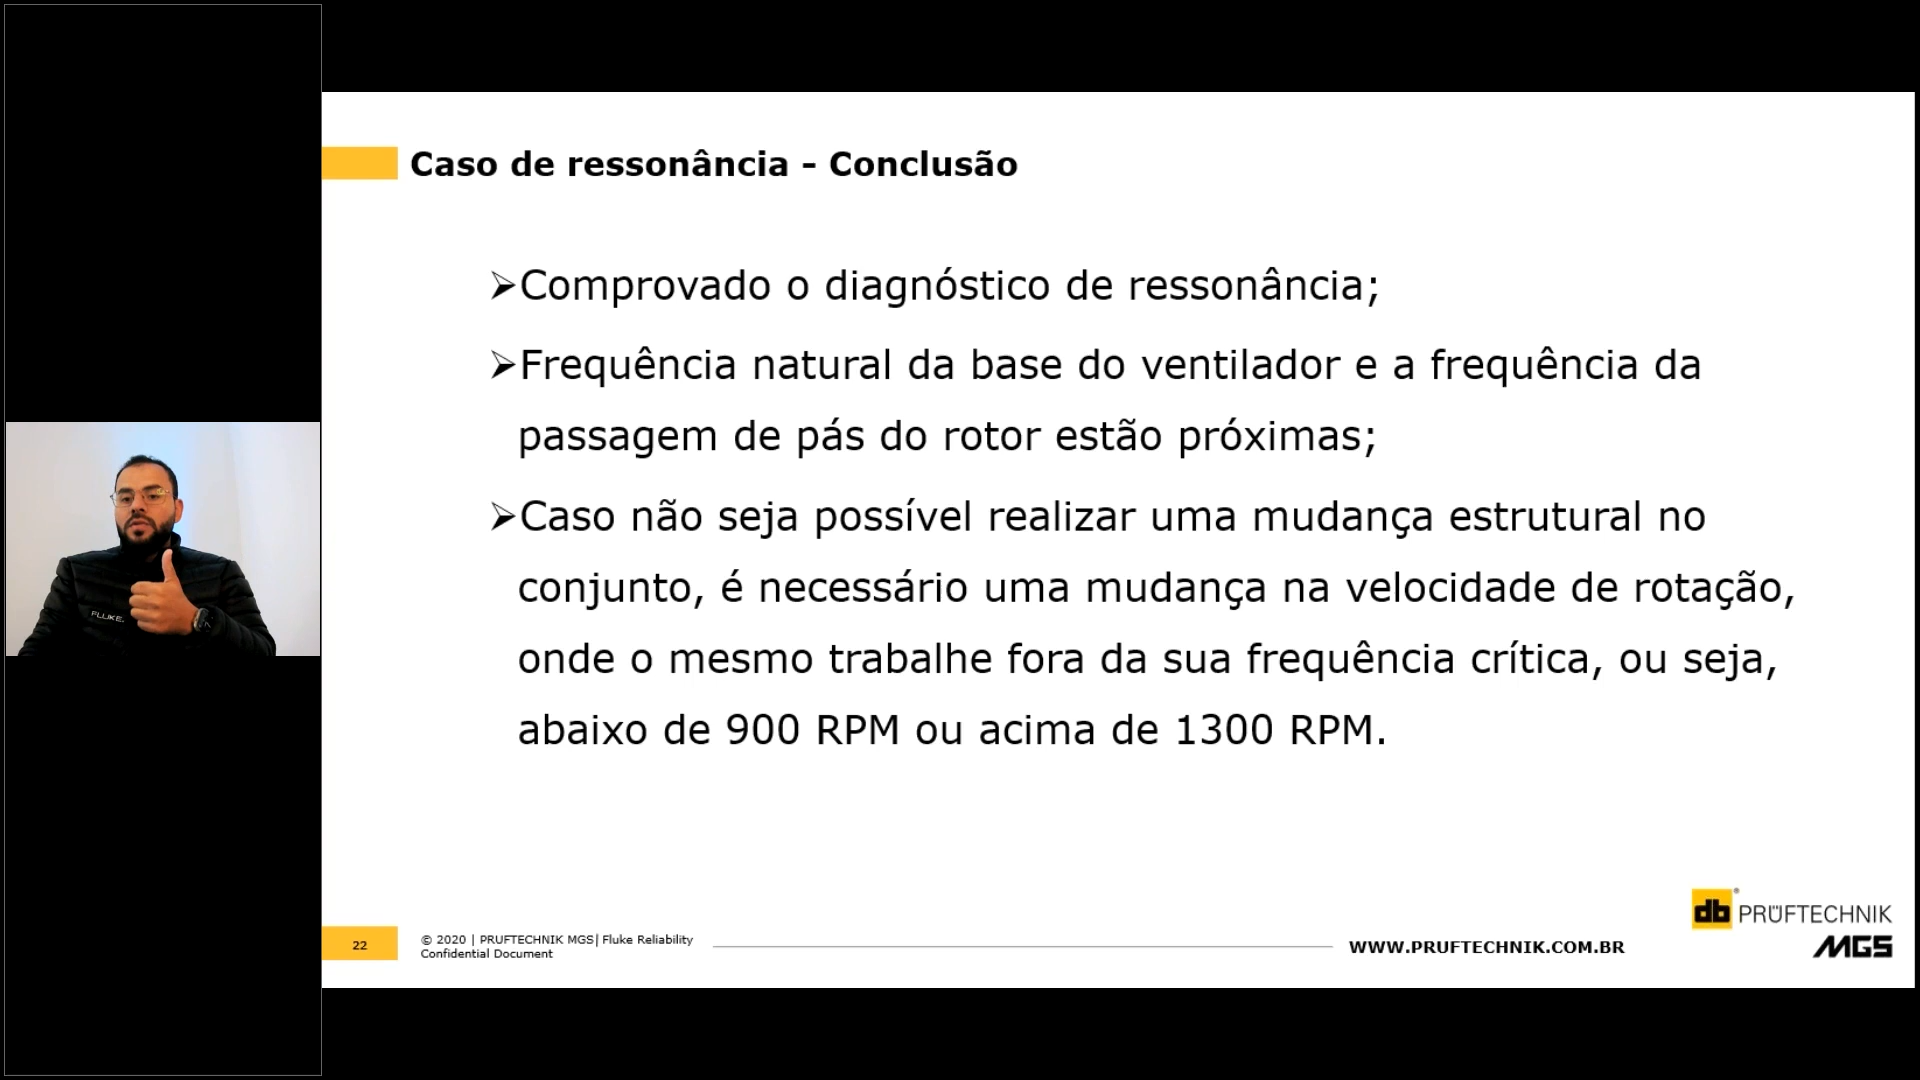 Caso de ressonância - Conclusão
➢Comprovado o diagnóstico de ressonância;
➢Frequência natural da base do ventilador e a frequência da
passagem de pás do rotor estão próximas;
➢Caso não seja possível realizar uma mudança estrutural no
conjunto, é necessário uma mudança na velocidade de rotação,
onde o mesmo trabalhe fora da sua frequência crítica, ou seja,
abaixo de 900 RPM ou acima de 1300 RPM.
FLUKE.
22
© 2020 | PRUFTECHNIK MGS| Fluke Reliability
Confidential Document
WWW.PRUFTECHNIK.COM.BR
db® PRÜFTECHNIK
MGS